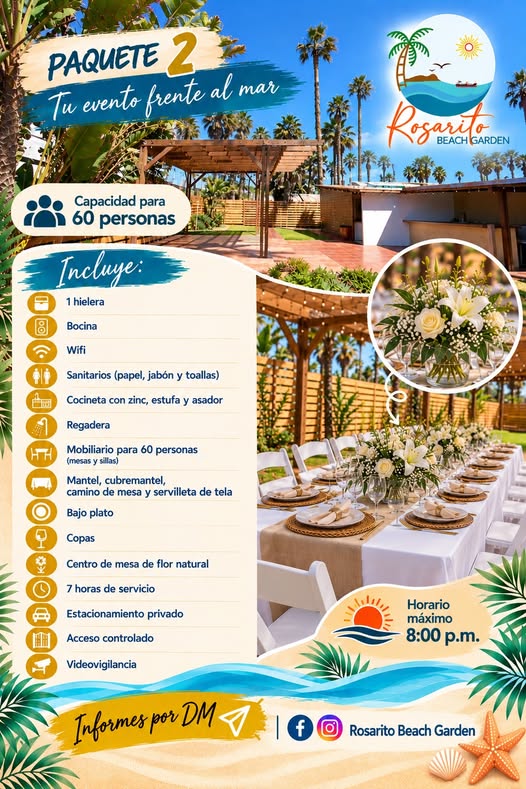 PAQUETE 2
Tu evento frente al mar
Rosarito
BEACH GARDEN
Capacidad para
60 personas
Incluye:
1 hielera
Bocina
Wifi
Sanitarios (papel, jabón y toallas)
Cocineta con zinc, estufa y asador
Regadera
Mobiliario para 60 personas
(mesas y sillas)
Mantel, cubremantel,
camino de mesa y servilleta de tela
Bajo plato
Copas
Centro de mesa de flor natural
7 horas de servicio
Estacionamiento privado
Acceso controlado
Videovigilancia
Horario
máximo
8:00 p.m.
Informes por DM
Rosarito Beach Garden